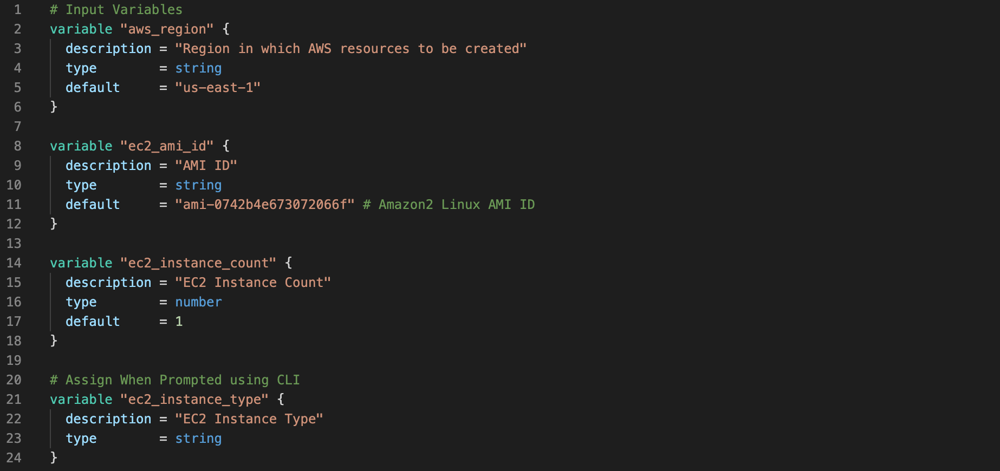 1 # Input Variables
2 variable "aws_region" {
3 description = "Region in which AWS resources to be created"
4 type = string
5 default = "us-east-1"
6 }
7
8 variable "ec2_ami_id" {
9 description = "AMI ID"
10 type = string
11 default = "ami-0742b4e673072066f" # Amazon2 Linux AMI ID
12 }
13
14 variable "ec2_instance_count" {
15 description = "EC2 Instance Count"
16 type = number
17 default = 1
18 }
19
20 # Assign When Prompted using CLI
21 variable "ec2_instance_type" {
22 description = "EC2 Instance Type"
23 type = string
24 }